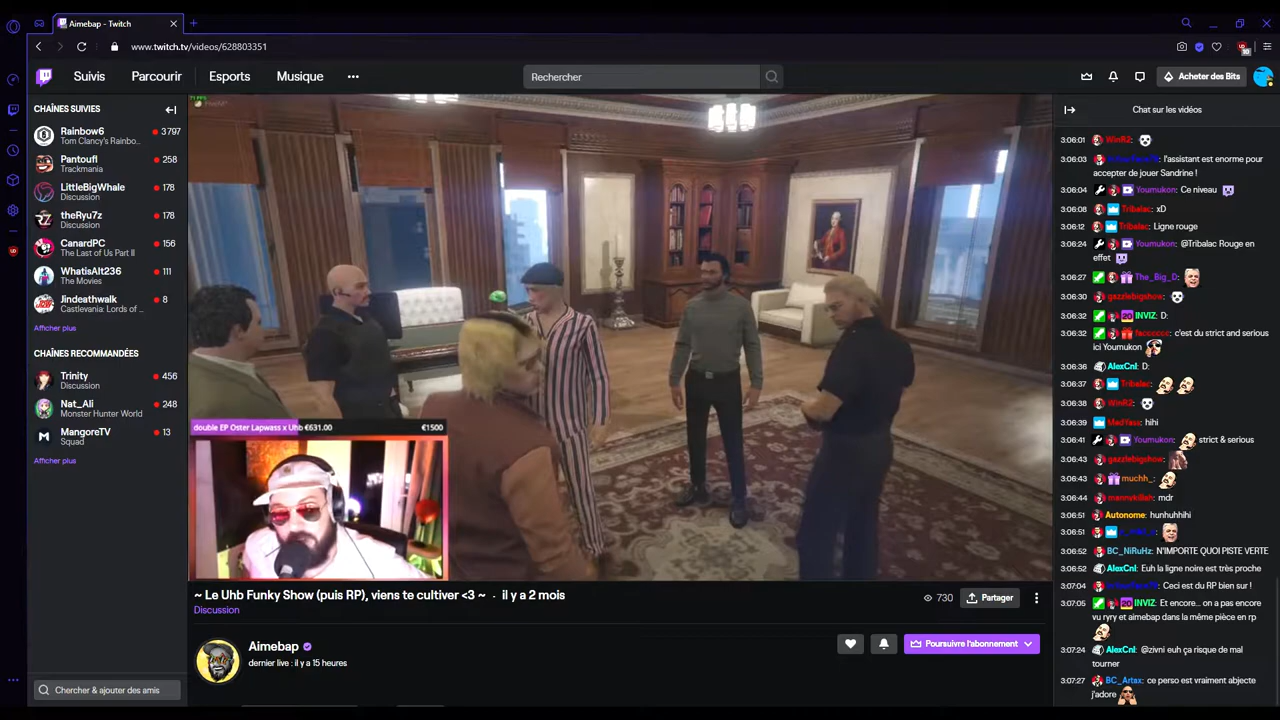 Aimebap - Twitch
www.twitch.tv/videos/628803351
Suivis
Parcourir
Esports
Musique
Rechercher
Acheter des Bits
CHAÎNES SUIVIES
Rainbow6
3 797
Tom Clancy's Rainbo...
Pantoufl
258
Trackmania
LittleBigWhale
178
Discussion
theRyu7z
178
Discussion
CanardPC
156
The Last of Us Part II
WhatisAlt236
111
The Movies
Jindeathwalk
8
Castlevania: Lords of ...
Afficher plus
CHAÎNES RECOMMANDÉES
Trinity
456
Discussion
Nat_Ali
248
Monster Hunter World
MangoreTV
13
Squad
Afficher plus
Chercher & ajouter des amis
double EP Oster Lapwass x Uhb €631.00
€1500
~ Le Uhb Funky Show (puis RP), viens te cultiver <3 ~ · il y a 2 mois
Discussion
730
Partager
Aimebap
dernier live : il y a 15 heures
Poursuivre l'abonnement
Chat sur les vidéos
3:06:01 WinR2:
3:06:03 l'assistant est enorme pour
accepter de jouer Sandrine !
3:06:04 Youmukon: Ce niveau
3:06:08 Tribalac: xD
3:06:12 Tribalac: Ligne rouge
3:06:24 Youmukon: @Tribalac Rouge en
effet
3:06:27 The_Big_D:
3:06:30 gazzlebigshoe:
3:06:32 INVIZ: D:
3:06:32 c'est du strict and serious
ici Youmukon
3:06:36 AlexCnl: D:
3:06:37 Tribalac:
3:06:38 WinR2:
3:06:39 MadYass: hihi
3:06:41 Youmukon: strict & serious
3:06:43 gazzlebigshoe:
3:06:43 muchh_:
3:06:44 mannykillah: mdr
3:06:51 Autonome: hunhuhhihi
3:06:51
3:06:52 BC_NiRuHz: N'IMPORTE QUOI PISTE VERTE
3:06:52 AlexCnl: Euh la ligne noire est très proche
3:07:04 Ceci est du RP bien sur !
3:07:05 INVIZ: Et encore... on a pas encore
vu ryry et aimebap dans la même pièce en rp
3:07:24 AlexCnl: @zivni euh ça risque de mal
tourner
3:07:27 BC_Artax: ce perso est vraiment abjecte
j'adore